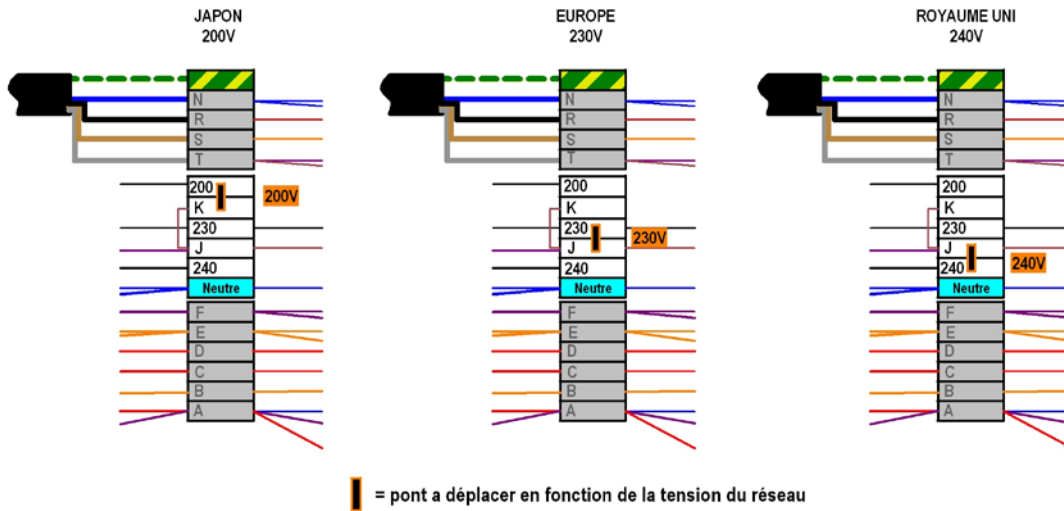 JAPON
200V
N
R
S
T
200
K
230
J
240
Neutre
F
E
D
C
B
A
200V
EUROPE
230V
N
R
S
T
200
K
230
J
240
Neutre
F
E
D
C
B
A
230V
ROYAUME UNI
240V
N
R
S
T
200
K
230
J
240
Neutre
F
E
D
C
B
A
240V
= pont a déplacer en fonction de la tension du réseau